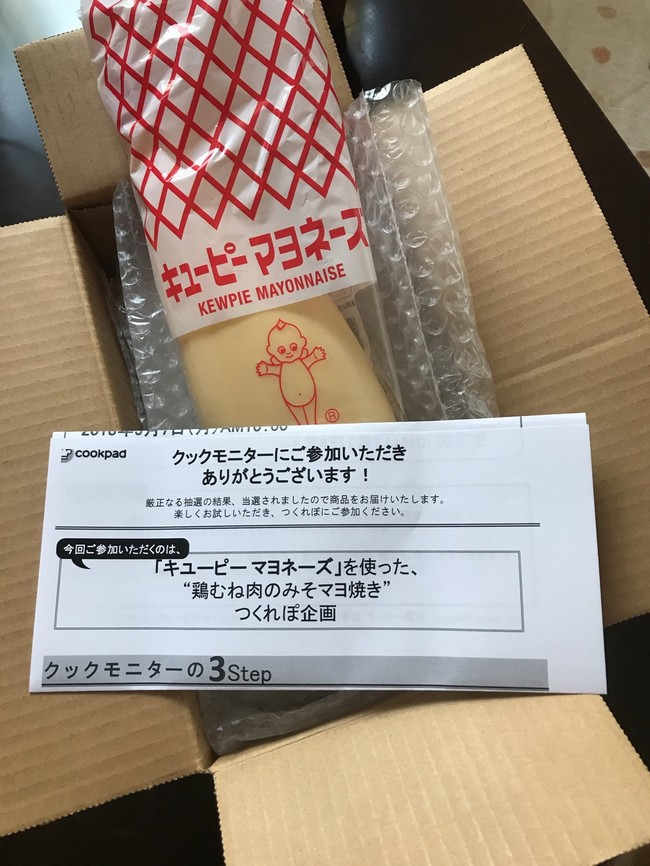 キューピー マヨネーズ
KEWPIE MAYONNAISE
®
cookpad
クックモニターにご参加いただき
ありがとうございます！
厳正なる抽選の結果、当選されましたので商品をお届けいたします。
楽しくお試しいただき、つくれぽにご参加ください。
今回ご参加いただくのは、
「キューピー マヨネーズ」を使った、
“鶏むね肉のみそマヨ焼き”
つくれぽ企画
クックモニターの3Step